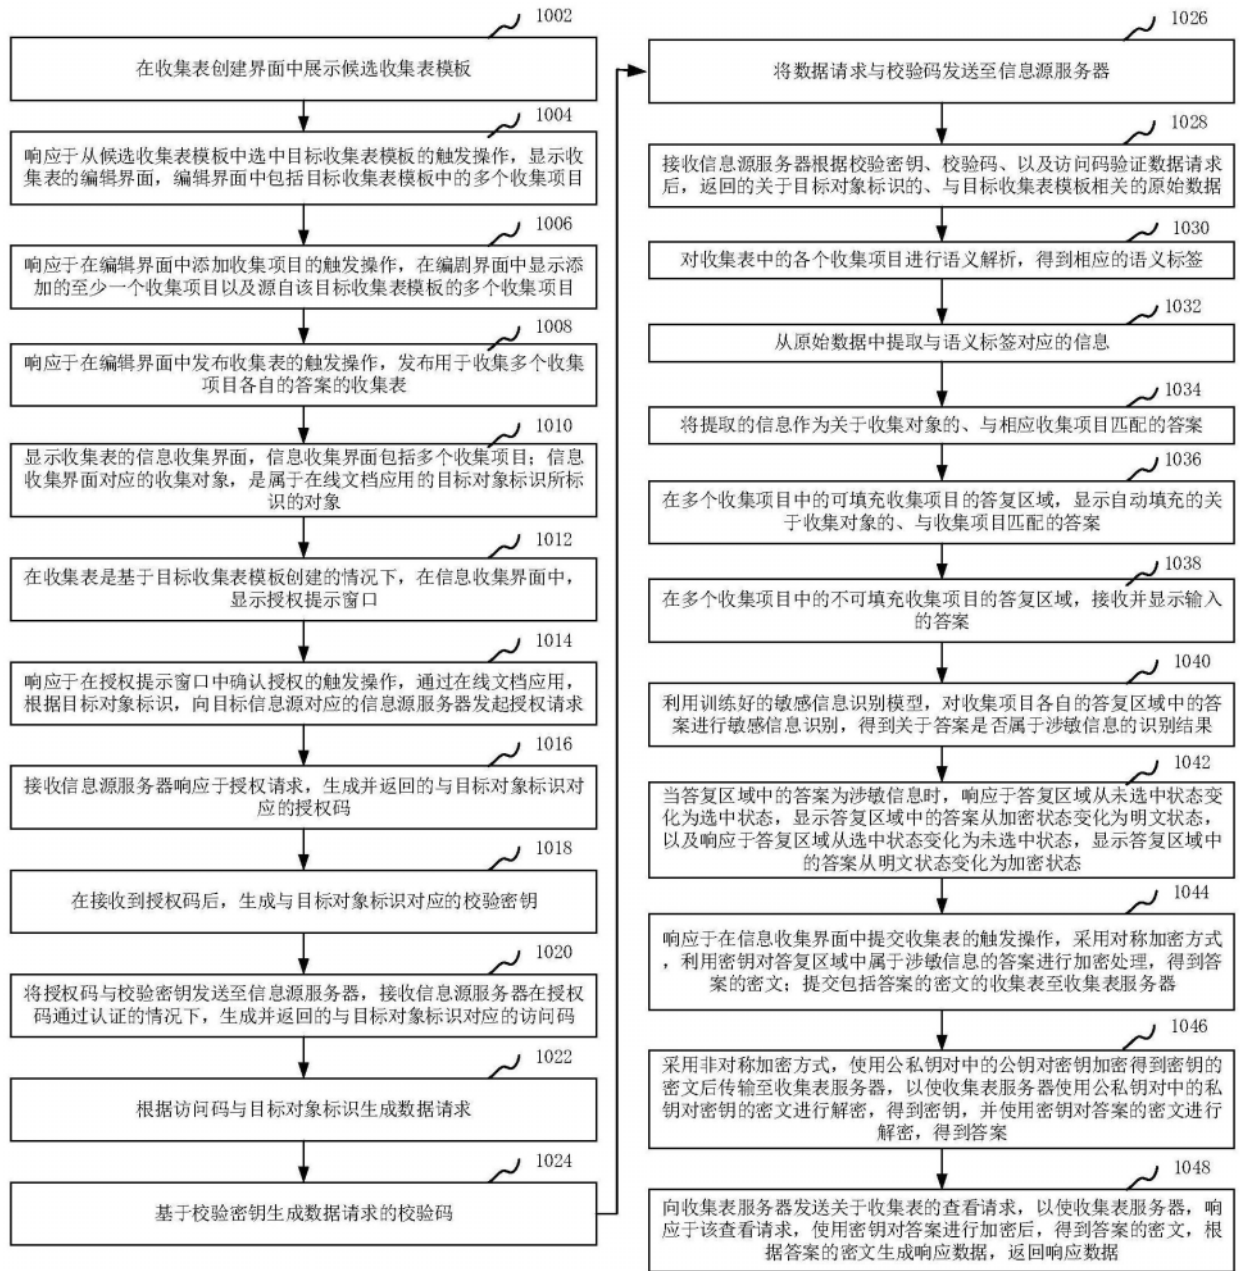 1002
在收集表创建界面中展示候选收集表模板
1004
响应于从候选收集表模板中选中目标收集表模板的触发操作，显示收
集表的编辑界面，编辑界面中包括目标收集表模板中的多个收集项目
1006
响应于在编辑界面中添加收集项目的触发操作，在编剧界面中显示添
加的至少一个收集项目以及源自该目标收集表模板的多个收集项目
1008
响应于在编辑界面中发布收集表的触发操作，发布用于收集多个收集
项目各自的答案的收集表
1010
显示收集表的信息收集界面，信息收集界面包括多个收集项目；信息
收集界面对应的收集对象，是属于在线文档应用的目标对象标识所标
识的对象
1012
在收集表是基于目标收集表模板创建的情况下，在信息收集界面中，
显示授权提示窗口
1014
响应于在授权提示窗口中确认授权的触发操作，通过在线文档应用，
根据目标对象标识，向目标信息源对应的信息源服务器发起授权请求
1016
接收信息源服务器响应于授权请求，生成并返回的与目标对象标识对
应的授权码
1018
在接收到授权码后，生成与目标对象标识对应的校验密钥
1020
将授权码与校验密钥发送至信息源服务器，接收信息源服务器在授权
码通过认证的情况下，生成并返回的与目标对象标识对应的访问码
1022
根据访问码与目标对象标识生成数据请求
1024
基于校验密钥生成数据请求的校验码
1026
将数据请求与校验码发送至信息源服务器
1028
接收信息源服务器根据校验密钥、校验码、以及访问码验证数据请求
后，返回的关于目标对象标识的、与目标收集表模板相关的原始数据
1030
对收集表中的各个收集项目进行语义解析，得到相应的语义标签
1032
从原始数据中提取与语义标签对应的信息
1034
将提取的信息作为关于收集对象的、与相应收集项目匹配的答案
1036
在多个收集项目中的可填充收集项目的答复区域，显示自动填充的关
于收集对象的、与收集项目匹配的答案
1038
在多个收集项目中的不可填充收集项目的答复区域，接收并显示输入
的答案
1040
利用训练好的敏感信息识别模型，对收集项目各自的答复区域中的答
案进行敏感信息识别，得到关于答案是否属于涉敏信息的识别结果
1042
当答复区域中的答案为涉敏信息时，响应于答复区域从未选中状态变
化为选中状态，显示答复区域中的答案从加密状态变化为明文状态，
以及响应于答复区域从选中状态变化为未选中状态，显示答复区域中
的答案从明文状态变化为加密状态
1044
响应于在信息收集界面中提交收集表的触发操作，采用对称加密方式
，利用密钥对答复区域中属于涉敏信息的答案进行加密处理，得到答
案的密文；提交包括答案的密文的收集表至收集表服务器
1046
采用非对称加密方式，使用公私钥对中的公钥对密钥加密得到密钥的
密文后传输至收集表服务器，以使收集表服务器使用公私钥对中的私
钥对密钥的密文进行解密，得到密钥，并使用密钥对答案的密文进行
解密，得到答案
1048
向收集表服务器发送关于收集表的查看请求，以使收集表服务器，响
应于该查看请求，使用密钥对答案进行加密后，得到答案的密文，根
据答案的密文生成响应数据，返回响应数据